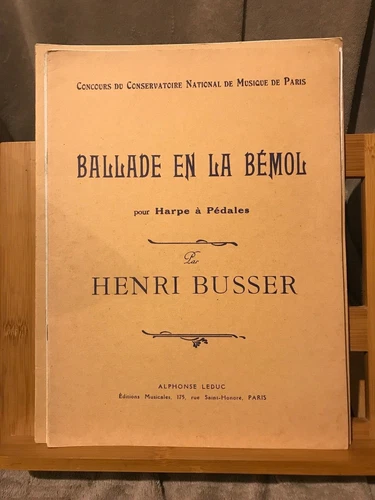 Concours du Conservatoire National de Musique de Paris
BALLADE EN LA BÉMOL
pour Harpe à Pédales
Par
HENRI BUSSER
ALPHONSE LEDUC
Éditions Musicales, 175, rue Saint-Honoré, PARIS